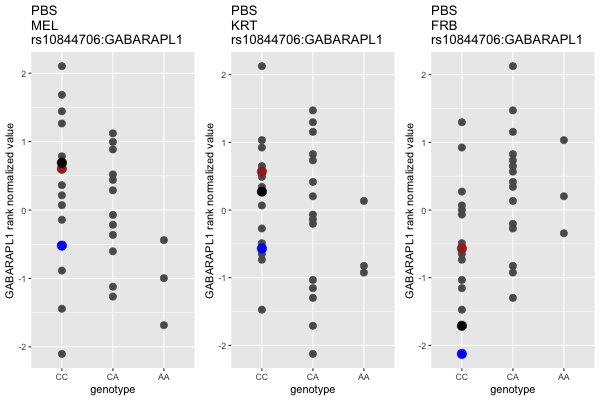 PBS
MEL
rs10844706:GABARAPL1
GABARAPL1 rank normalized value
2
1
0
-1
-2
CC CA AA
genotype
PBS
KRT
rs10844706:GABARAPL1
GABARAPL1 rank normalized value
2
1
0
-1
-2
CC CA AA
genotype
PBS
FRB
rs10844706:GABARAPL1
GABARAPL1 rank normalized value
2
1
0
-1
-2
CC CA AA
genotype